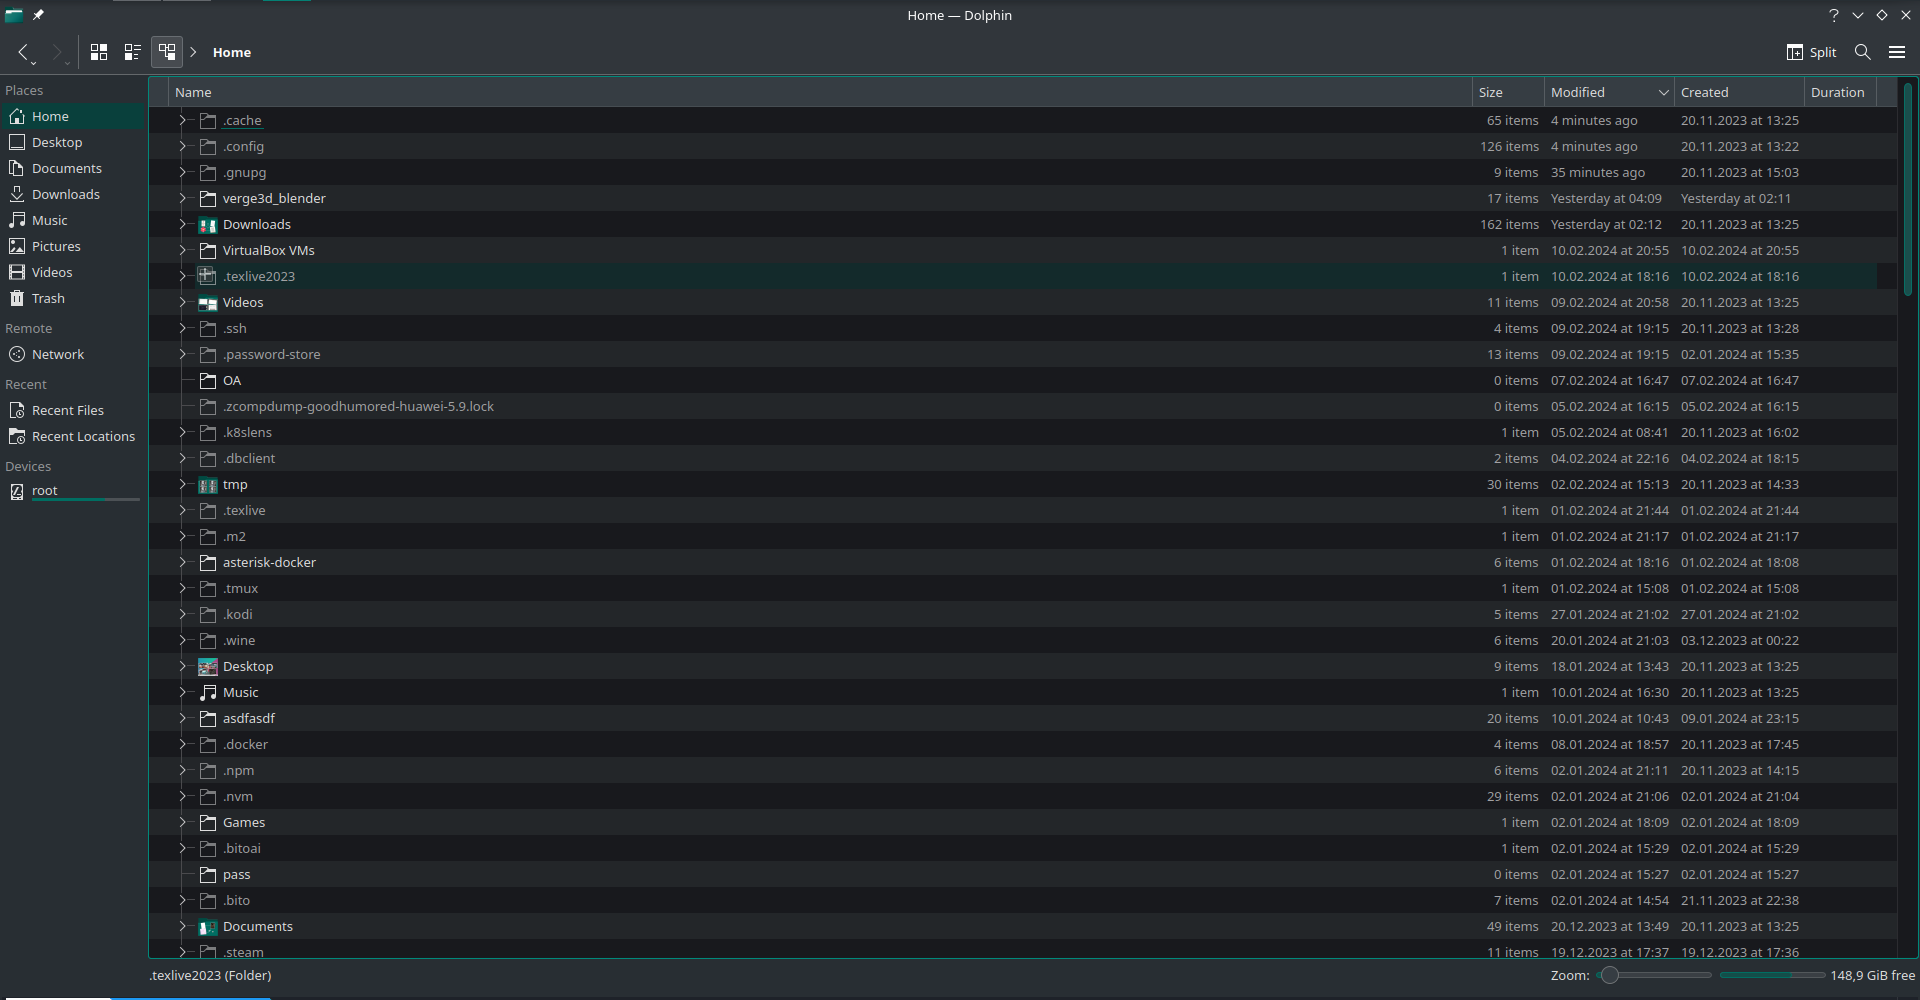 Home — Dolphin
Home
Split
Places
Home
Desktop
Documents
Downloads
Music
Pictures
Videos
Trash
Remote
Network
Recent
Recent Files
Recent Locations
Devices
root
Name Size Modified Created Duration
.cache 65 items 4 minutes ago 20.11.2023 at 13:25
.config 126 items 4 minutes ago 20.11.2023 at 13:22
.gnupg 9 items 35 minutes ago 20.11.2023 at 15:03
verge3d_blender 17 items Yesterday at 04:09 Yesterday at 02:11
Downloads 162 items Yesterday at 02:12 20.11.2023 at 13:25
VirtualBox VMs 1 item 10.02.2024 at 20:55 10.02.2024 at 20:55
.texlive2023 1 item 10.02.2024 at 18:16 10.02.2024 at 18:16
Videos 11 items 09.02.2024 at 20:58 20.11.2023 at 13:25
.ssh 4 items 09.02.2024 at 19:15 20.11.2023 at 13:28
.password-store 13 items 09.02.2024 at 19:15 02.01.2024 at 15:35
OA 0 items 07.02.2024 at 16:47 07.02.2024 at 16:47
.zcompdump-goodhumored-huawei-5.9.lock 0 items 05.02.2024 at 16:15 05.02.2024 at 16:15
.k8slens 1 item 05.02.2024 at 08:41 20.11.2023 at 16:02
.dbclient 2 items 04.02.2024 at 22:16 04.02.2024 at 18:15
tmp 30 items 02.02.2024 at 15:13 20.11.2023 at 14:33
.texlive 1 item 01.02.2024 at 21:44 01.02.2024 at 21:44
.m2 1 item 01.02.2024 at 21:17 01.02.2024 at 21:17
asterisk-docker 6 items 01.02.2024 at 18:16 01.02.2024 at 18:08
.tmux 1 item 01.02.2024 at 15:08 01.02.2024 at 15:08
.kodi 5 items 27.01.2024 at 21:02 27.01.2024 at 21:02
.wine 6 items 20.01.2024 at 21:03 03.12.2023 at 00:22
Desktop 9 items 18.01.2024 at 13:43 20.11.2023 at 13:25
Music 1 item 10.01.2024 at 16:30 20.11.2023 at 13:25
asdfasdf 20 items 10.01.2024 at 10:43 09.01.2024 at 23:15
.docker 4 items 08.01.2024 at 18:57 20.11.2023 at 17:45
.npm 6 items 02.01.2024 at 21:11 20.11.2023 at 14:15
.nvm 29 items 02.01.2024 at 21:06 02.01.2024 at 21:04
Games 1 item 02.01.2024 at 18:09 02.01.2024 at 18:09
.bitoai 1 item 02.01.2024 at 15:29 02.01.2024 at 15:29
pass 0 items 02.01.2024 at 15:27 02.01.2024 at 15:27
.bito 7 items 02.01.2024 at 14:54 21.11.2023 at 22:38
Documents 49 items 20.12.2023 at 13:49 20.11.2023 at 13:25
.steam 11 items 19.12.2023 at 17:37 19.12.2023 at 17:36
.texlive2023 (Folder) Zoom: 148,9 GiB free